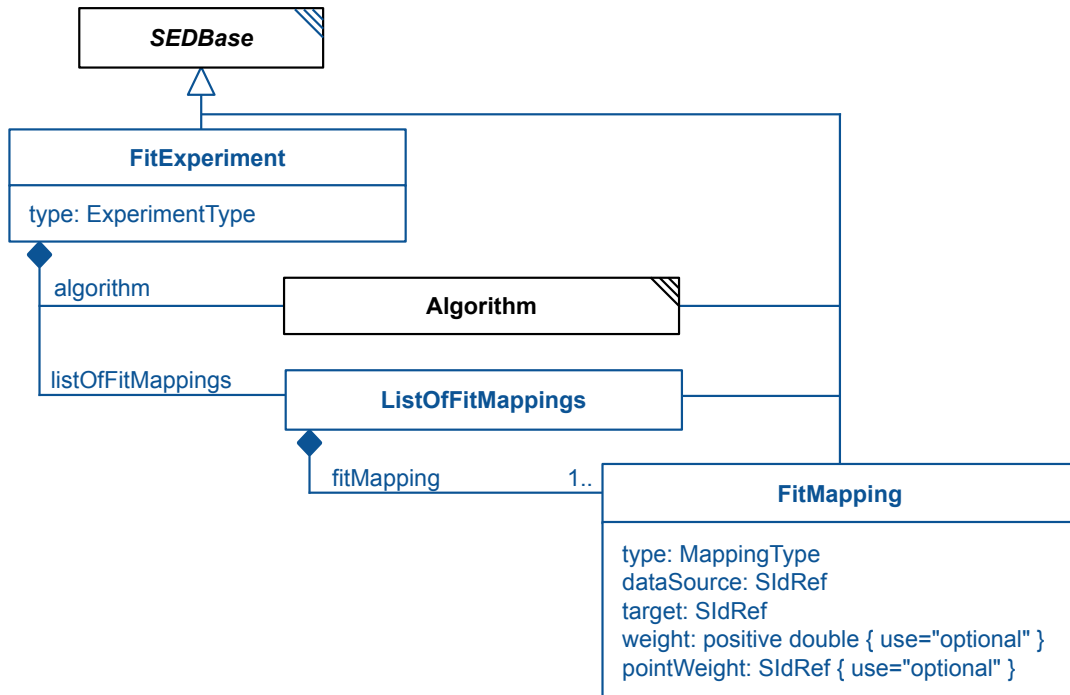 SEDBase
FitExperiment
type: ExperimentType
algorithm
Algorithm
listOfFitMappings
ListOfFitMappings
fitMapping 1..
FitMapping
type: MappingType
dataSource: SIdRef
target: SIdRef
weight: positive double { use="optional" }
pointWeight: SIdRef { use="optional" }